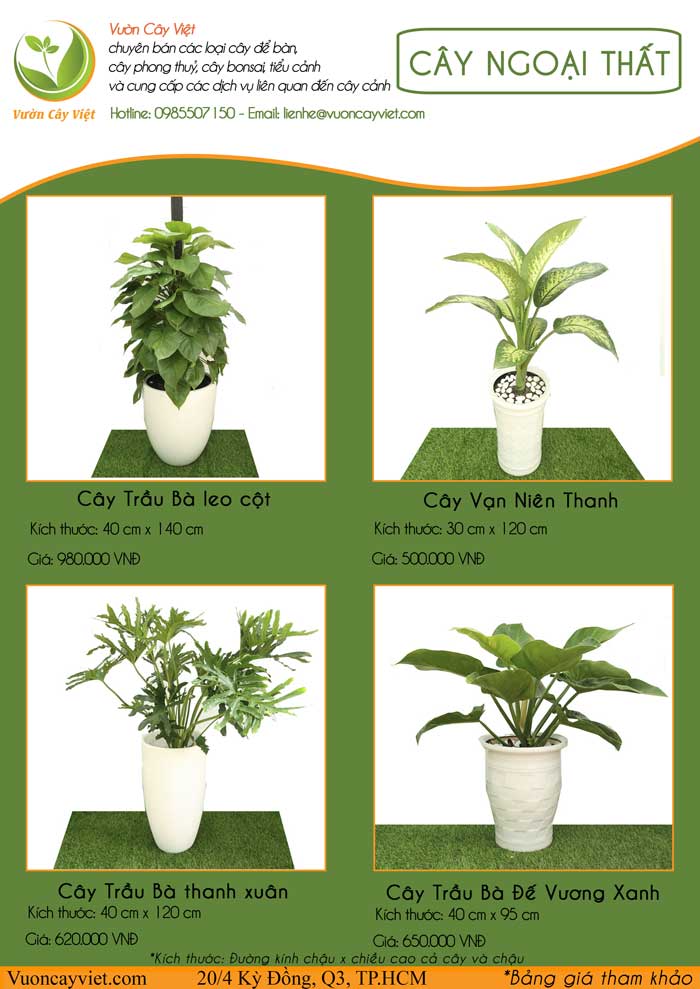 Vườn Cây Việt
Vườn Cây Việt
chuyên bán các loại cây để bàn,
cây phong thuỷ, cây bonsai, tiểu cảnh
và cung cấp các dịch vụ liên quan đến cây cảnh
Hotline: 0985507150 - Email: lienhe@vuoncayviet.com
CÂY NGOẠI THẤT
Cây Trầu Bà leo cột
Kích thước: 40 cm x 140 cm
Giá: 980.000 VNĐ
Cây Vạn Niên Thanh
Kích thước: 30 cm x 120 cm
Giá: 500.000 VNĐ
Cây Trầu Bà thanh xuân
Kích thước: 40 cm x 120 cm
Giá: 620.000 VNĐ
Cây Trầu Bà Đế Vương Xanh
Kích thước: 40 cm x 95 cm
Giá: 650.000 VNĐ
*Kích thước: Đường kính chậu x chiều cao cả cây và chậu
Vuoncayviet.com 20/4 Kỳ Đồng, Q3, TP.HCM *Bảng giá tham khảo